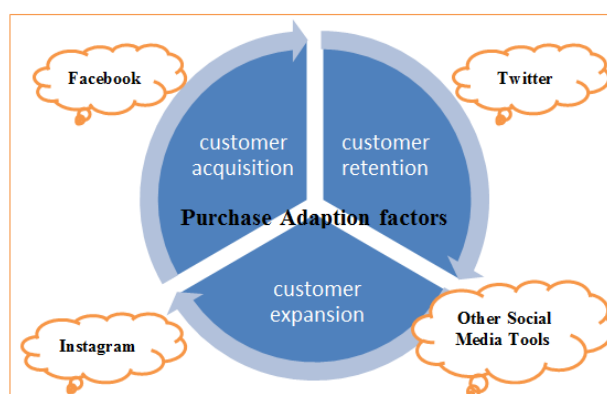 Facebook
Twitter
customer
acquisition
customer
retention
Purchase Adaption factors
customer
expansion
Instagram
Other Social
Media Tools